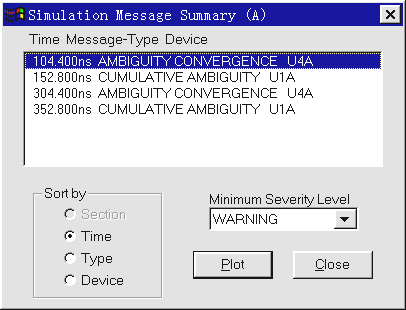 Simulation Message Summary (A)
Time Message-Type Device
104.400ns AMBIGUITY CONVERGENCE U4A
152.800ns CUMULATIVE AMBIGUITY U1A
304.400ns AMBIGUITY CONVERGENCE U4A
352.800ns CUMULATIVE AMBIGUITY U1A
Sort by
Section
Time
Type
Device
Minimum Severity Level
WARNING
Plot
Close